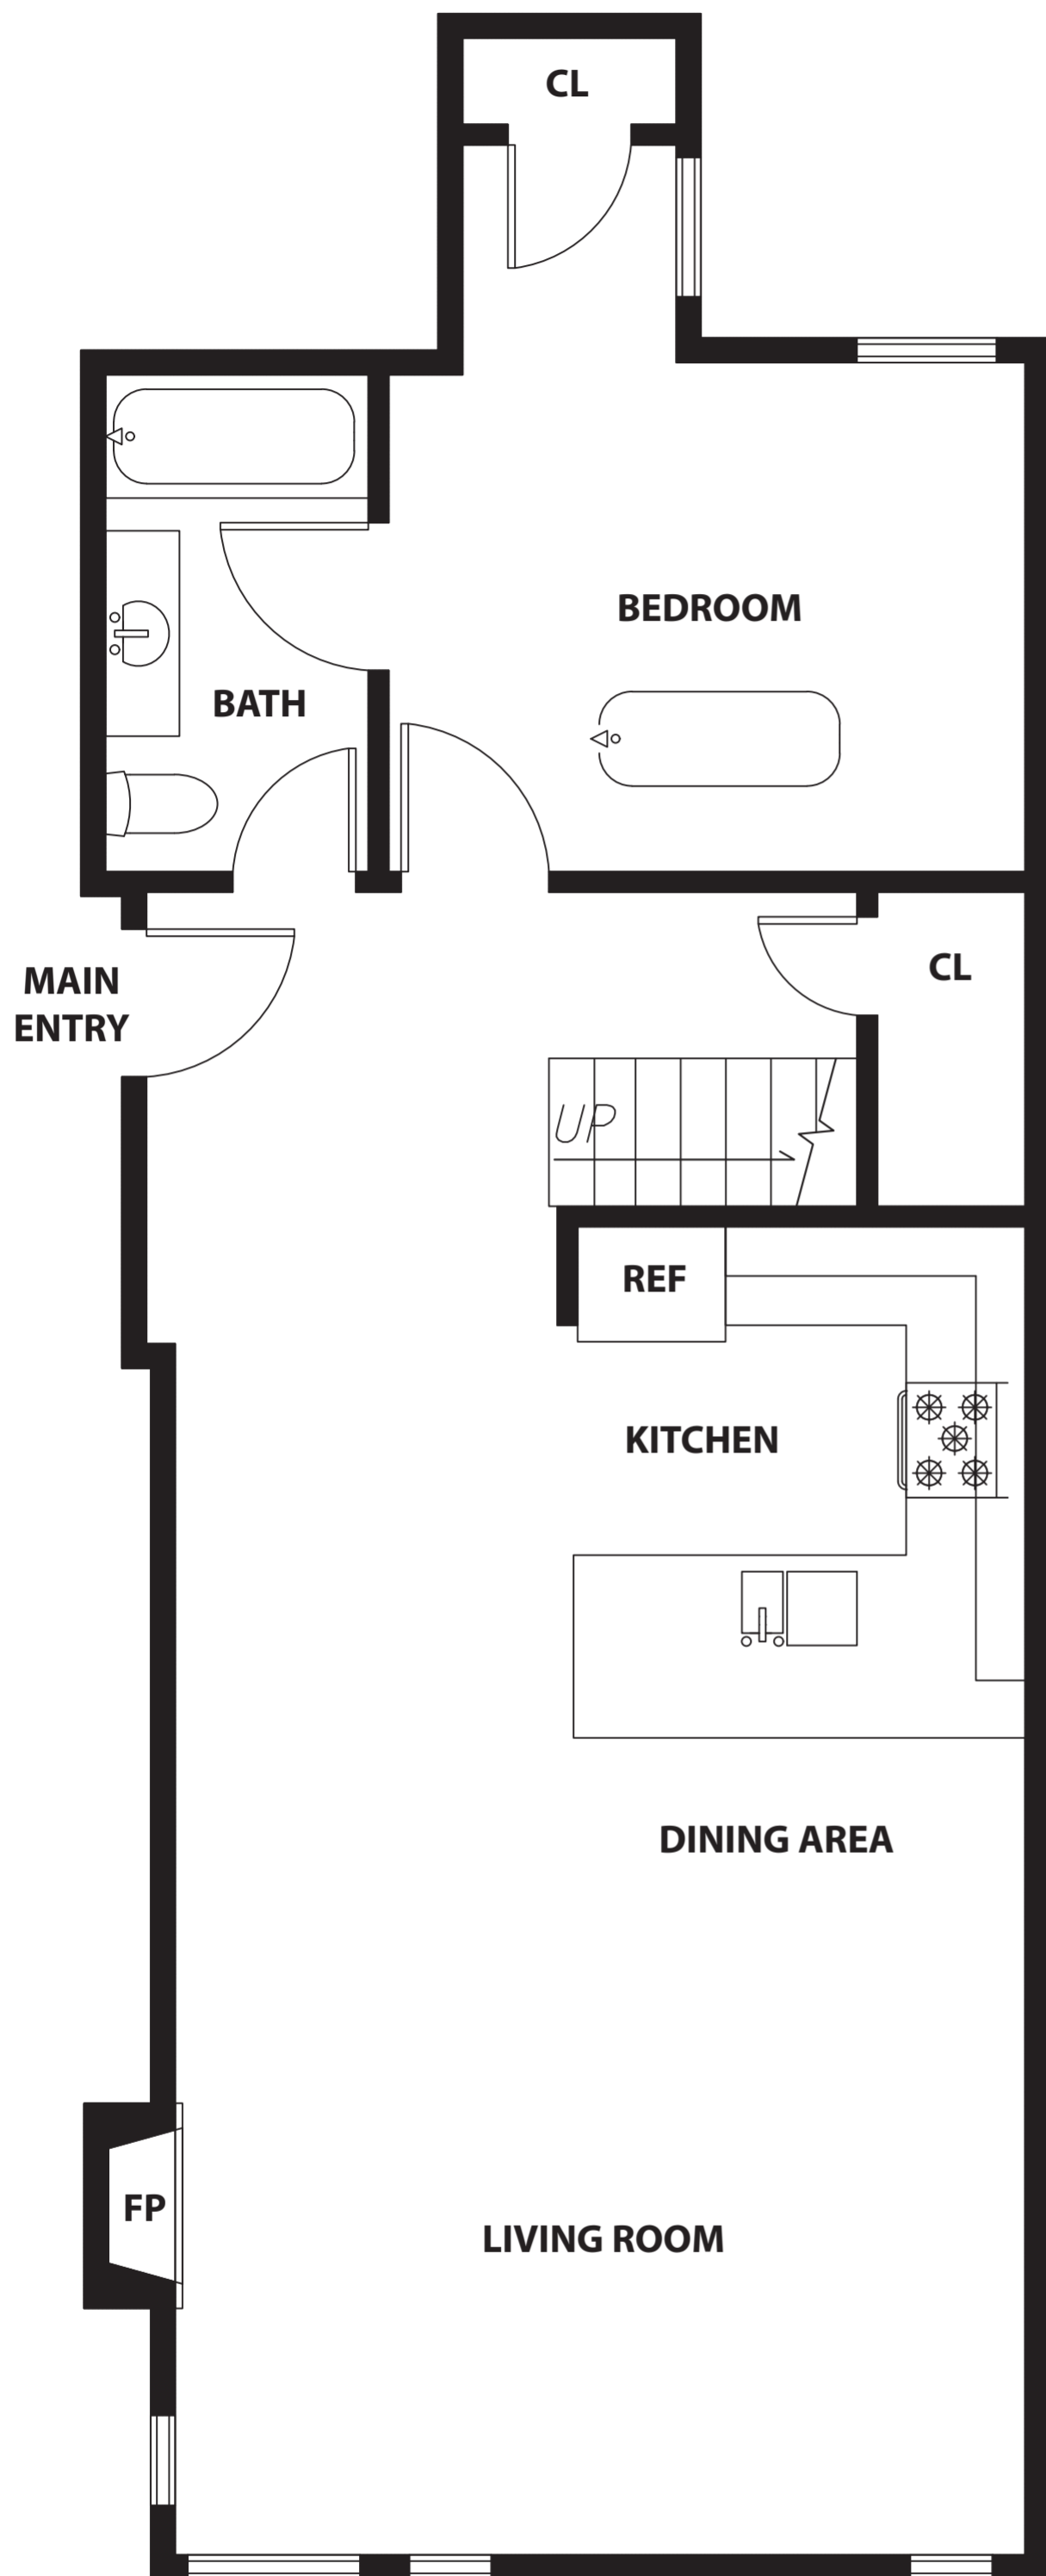 CL
BEDROOM
BATH
MAIN
ENTRY
CL
UP
REF
KITCHEN
DINING AREA
FP
LIVING ROOM